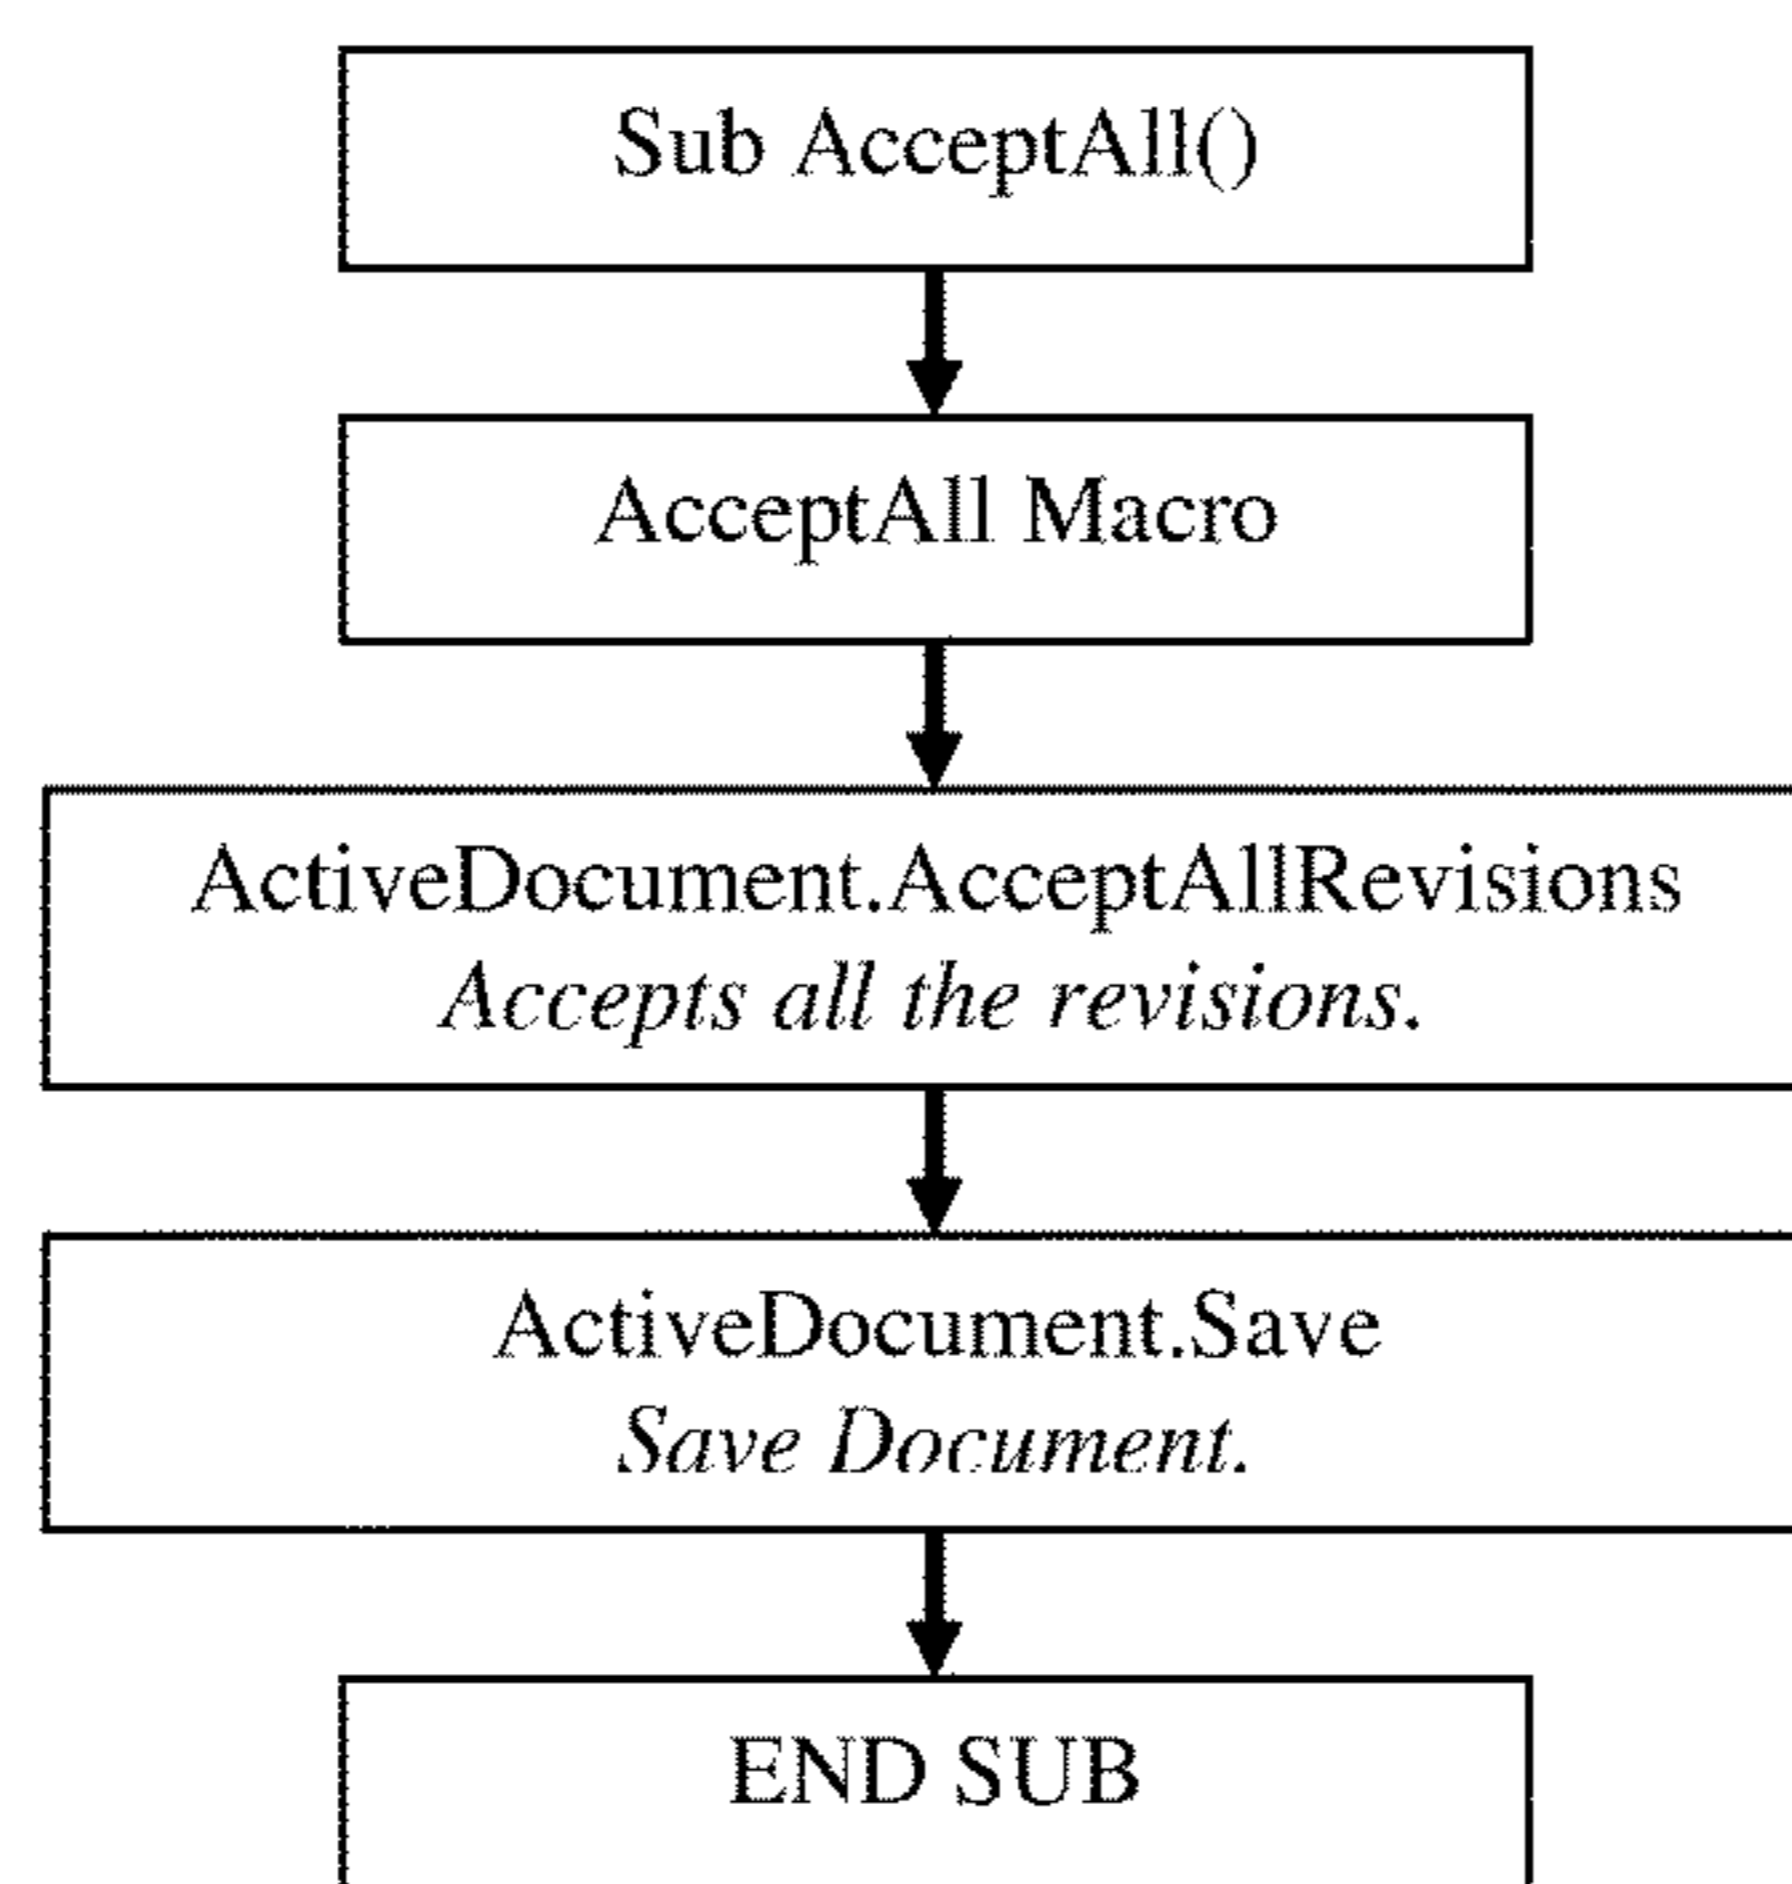 Sub AcceptAll()
AcceptAll Macro
ActiveDocument.AcceptAllRevisions
Accepts all the revisions.
ActiveDocument.Save
Save Document.
END SUB